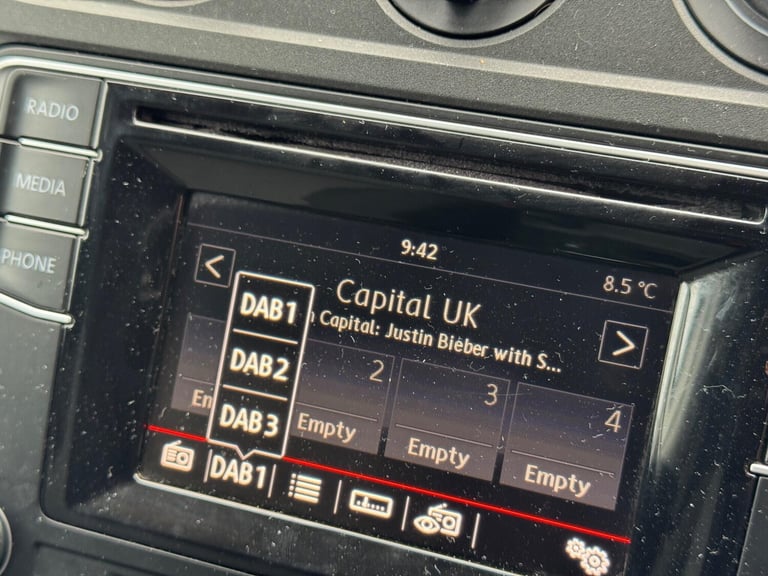 RADIO
MEDIA
PHONE
9:42
8.5 °C
<
Capital UK
Capital: Justin Bieber with S...
>
DAB1
DAB2
DAB3
2
3
4
Empty
Empty
Empty
DAB1